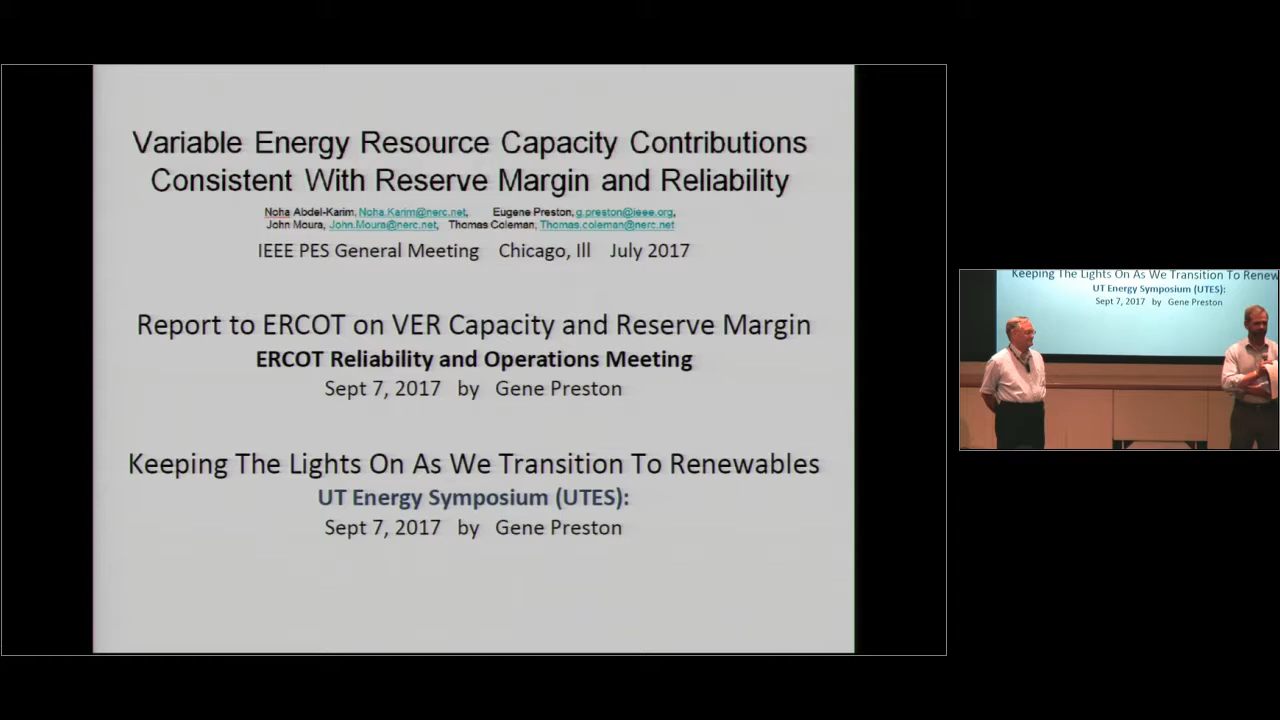 Variable Energy Resource Capacity Contributions
Consistent With Reserve Margin and Reliability
Noha Abdel-Karim, Noha.Karim@nerc.net, Eugene Preston, g.preston@ieee.org,
John Moura, John.Moura@nerc.net, Thomas Coleman, Thomas.coleman@nerc.net
IEEE PES General Meeting Chicago, Ill July 2017
Report to ERCOT on VER Capacity and Reserve Margin
ERCOT Reliability and Operations Meeting
Sept 7, 2017 by Gene Preston
Keeping The Lights On As We Transition To Renewables
UT Energy Symposium (UTES):
Sept 7, 2017 by Gene Preston
Keeping The Lights On As We Transition To Renew
UT Energy Symposium (UTES):
Sept 7, 2017 by Gene Preston